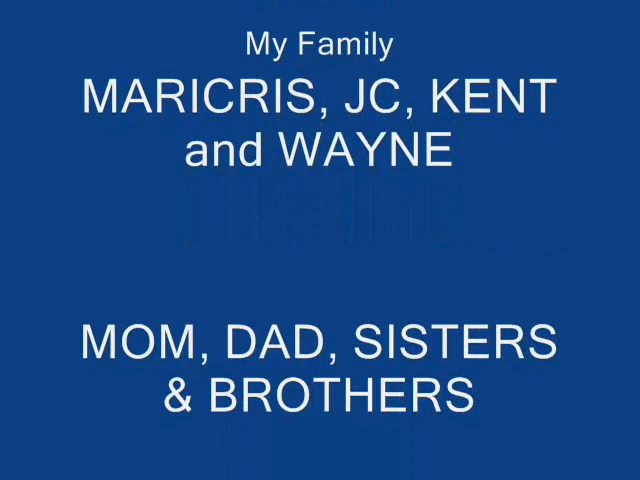 My Family
MARICRIS, JC, KENT
and WAYNE
MOM, DAD, SISTERS
& BROTHERS